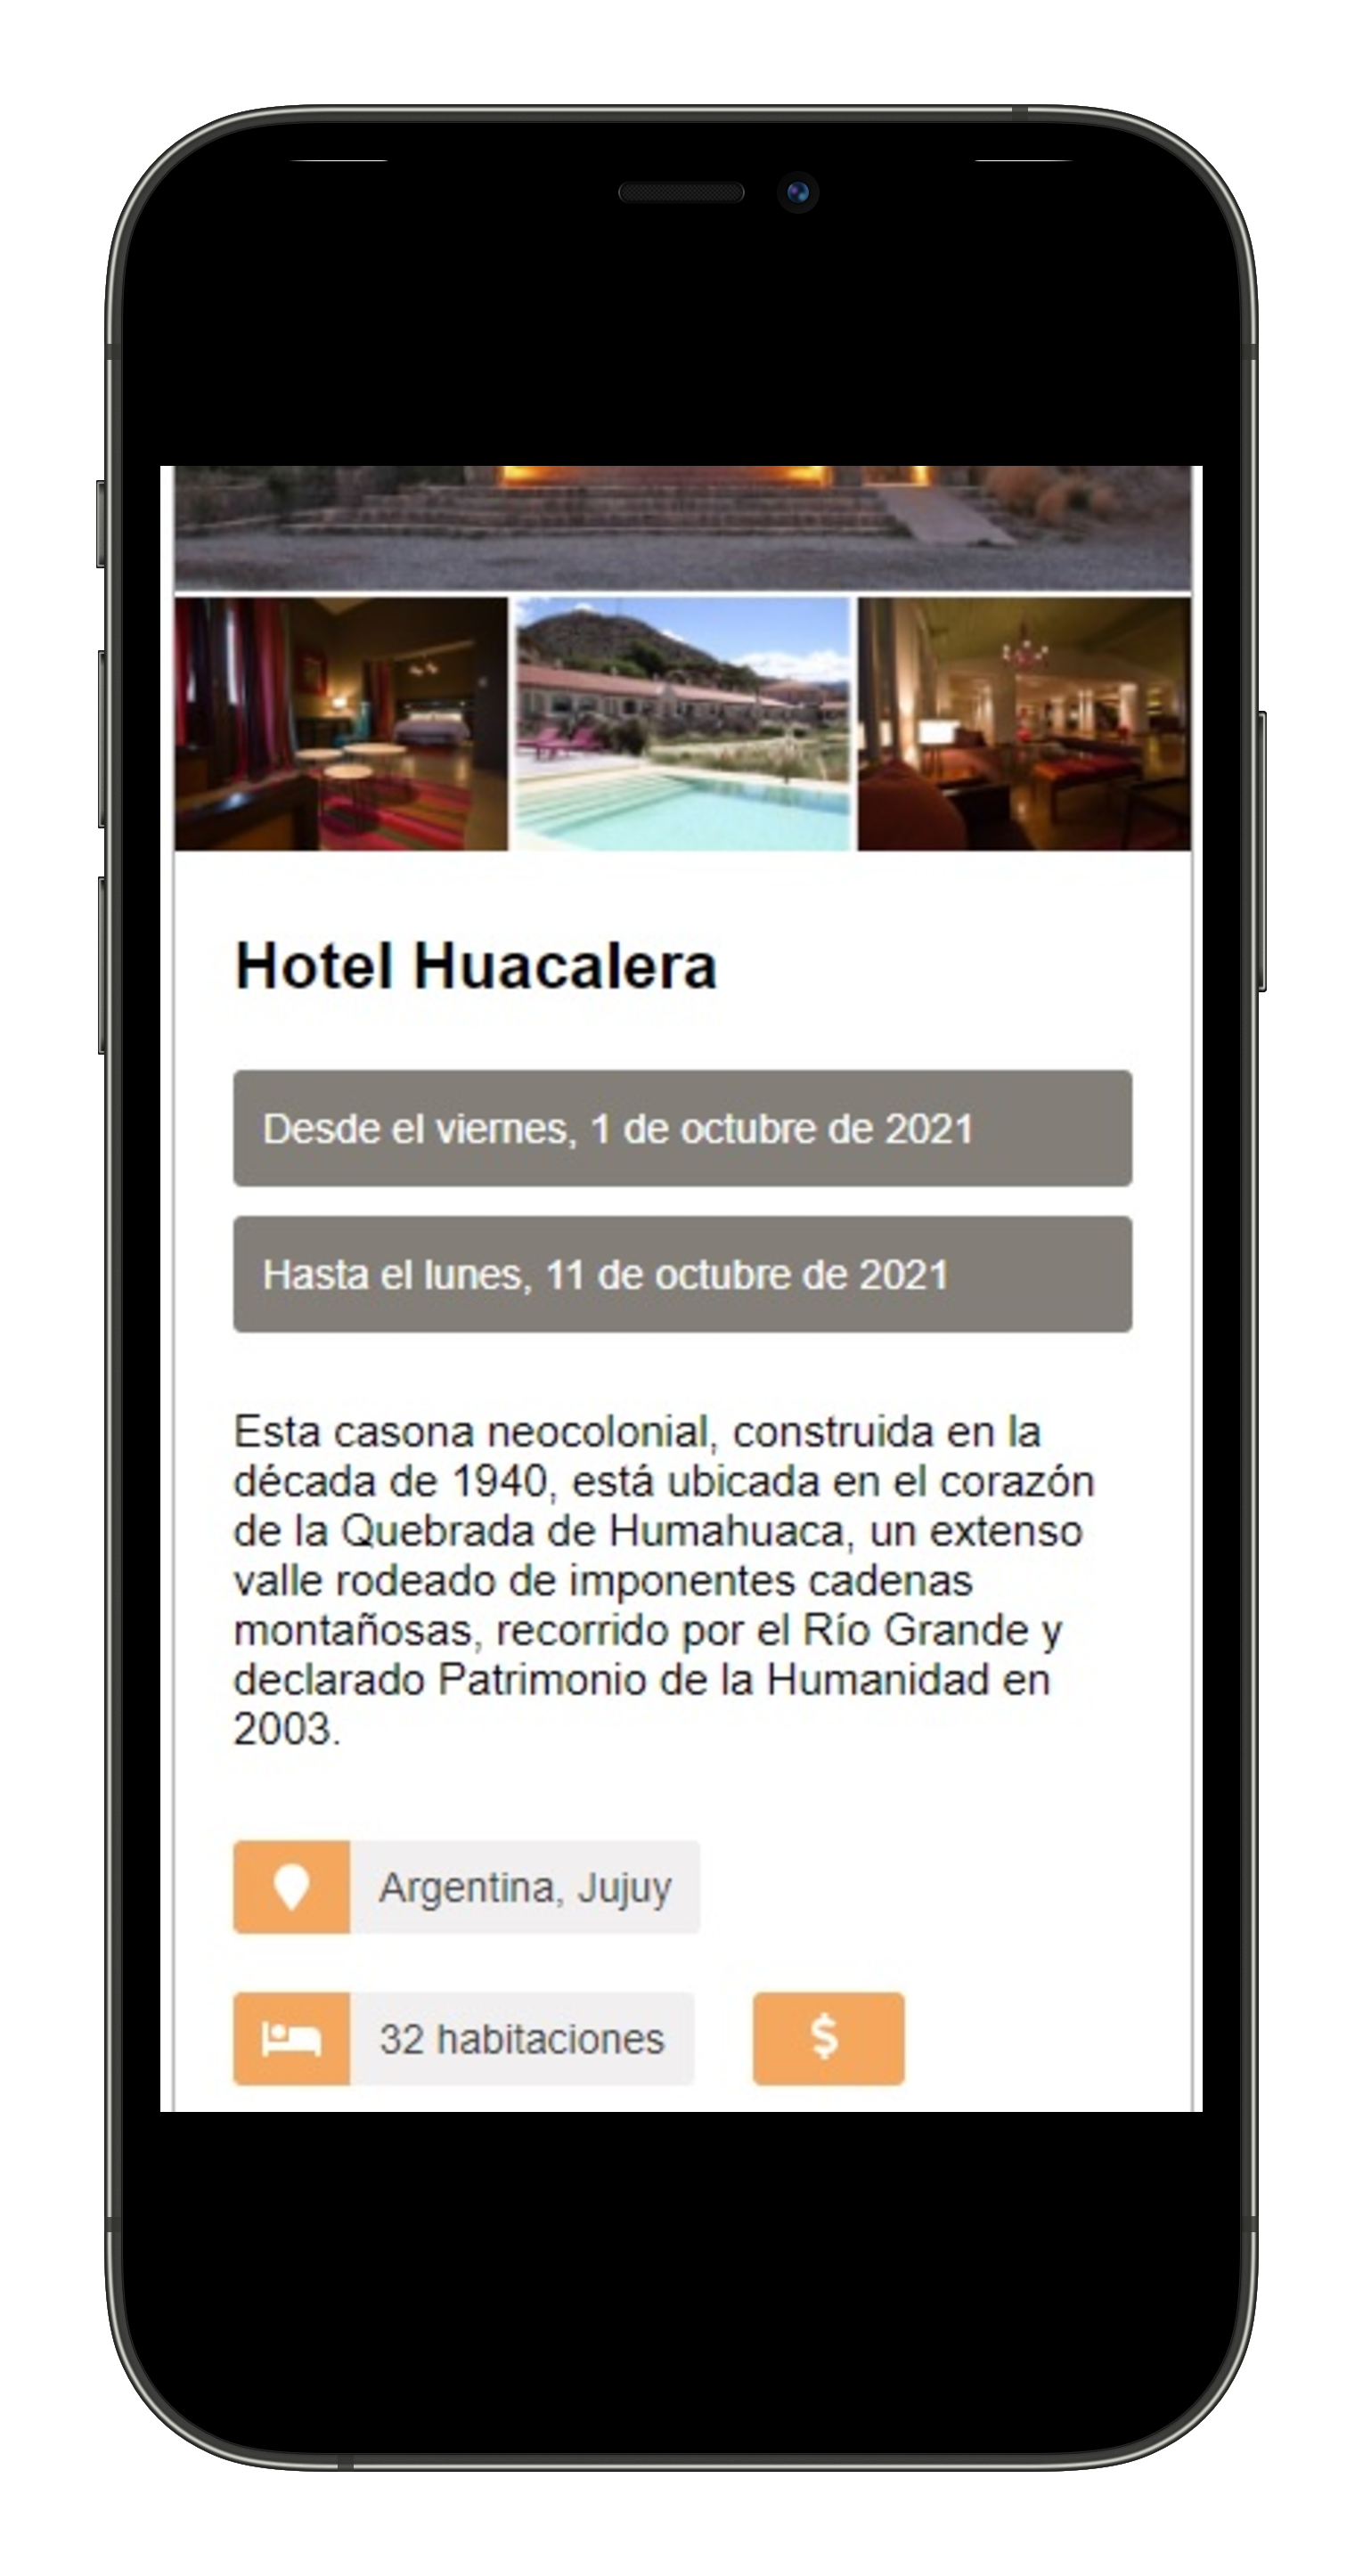 Hotel Huacalera
Desde el viernes, 1 de octubre de 2021
Hasta el lunes, 11 de octubre de 2021
Esta casona neocolonial, construida en la
década de 1940, está ubicada en el corazón
de la Quebrada de Humahuaca, un extenso
valle rodeado de imponentes cadenas
montañosas, recorrido por el Río Grande y
declarado Patrimonio de la Humanidad en
2003.
Argentina, Jujuy
32 habitaciones $